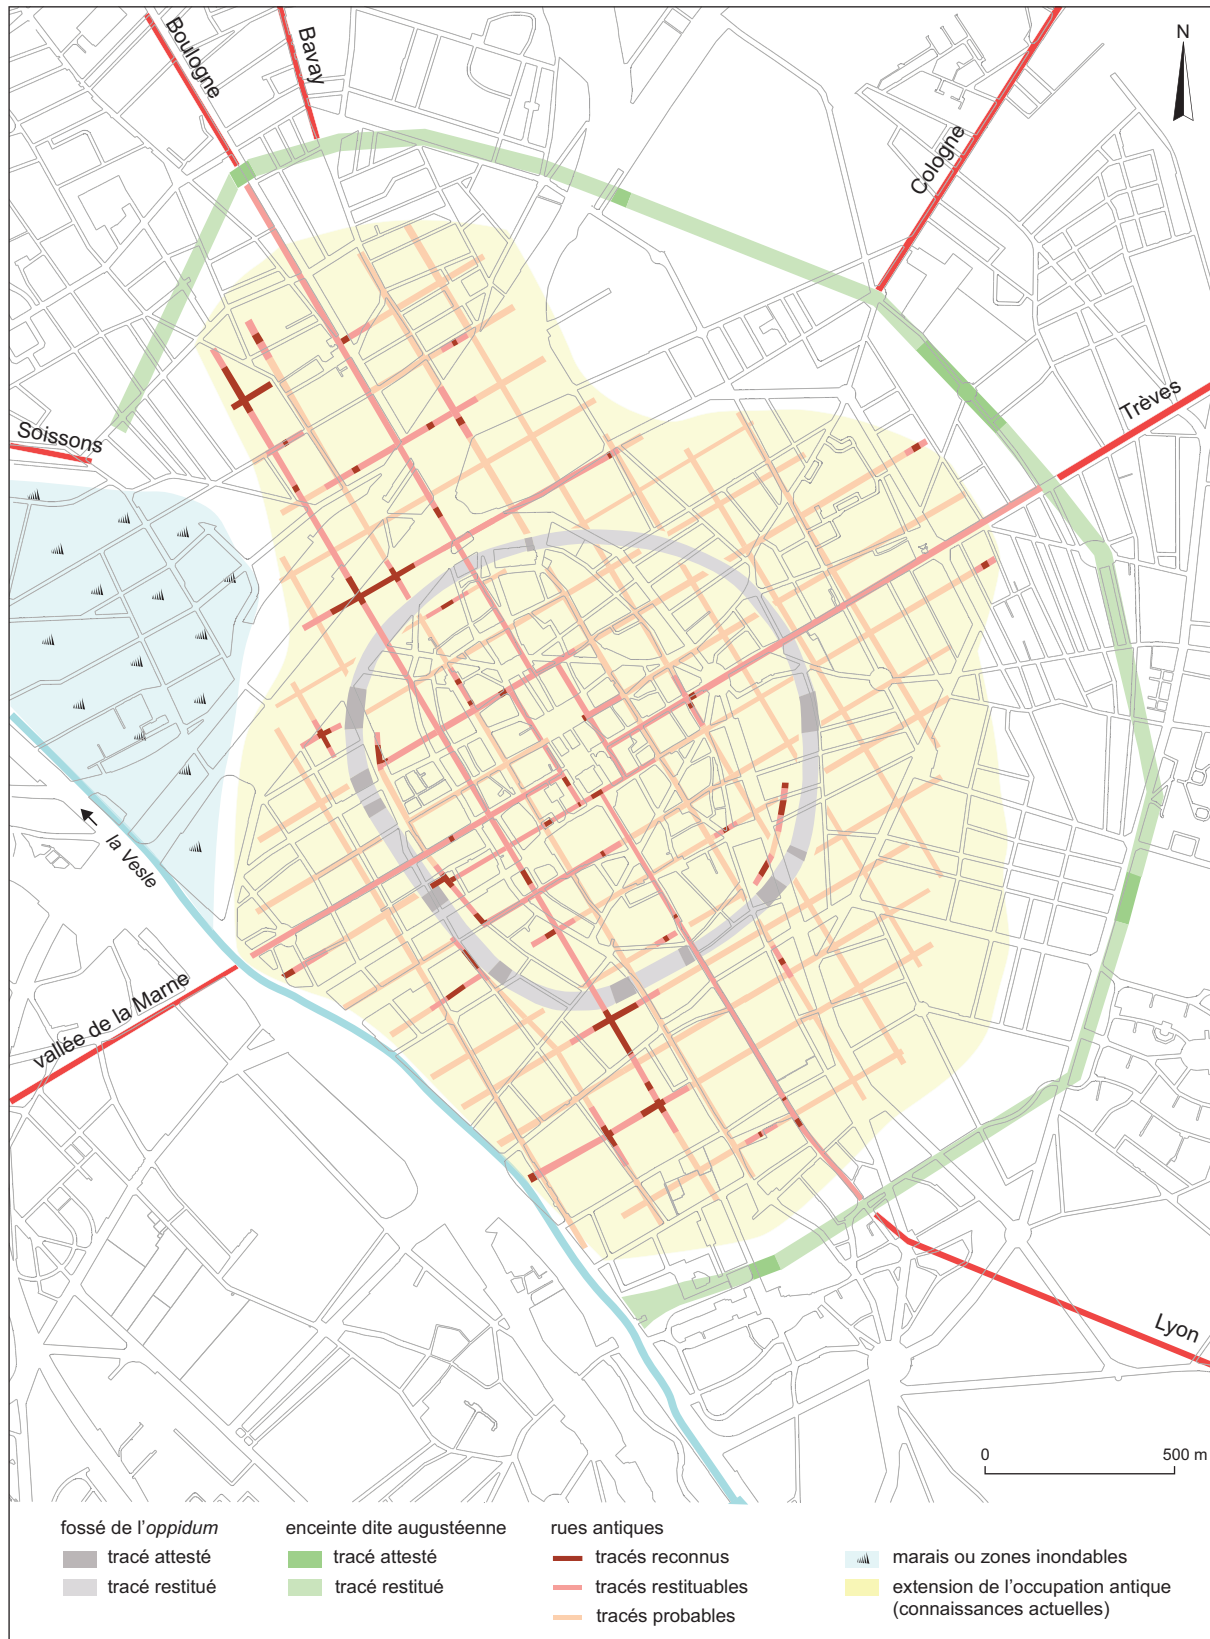 Boulogne
Bavay
N
Cologne
Trèves
Soissons
la Vesle
vallée de la Marne
Lyon
0 500 m
fossé de l'oppidum
tracé attesté
tracé restitué
enceinte dite augustéenne
tracé attesté
tracé restitué
rues antiques
tracés reconnus
tracés restituables
tracés probables
marais ou zones inondables
extension de l'occupation antique
(connaissances actuelles)